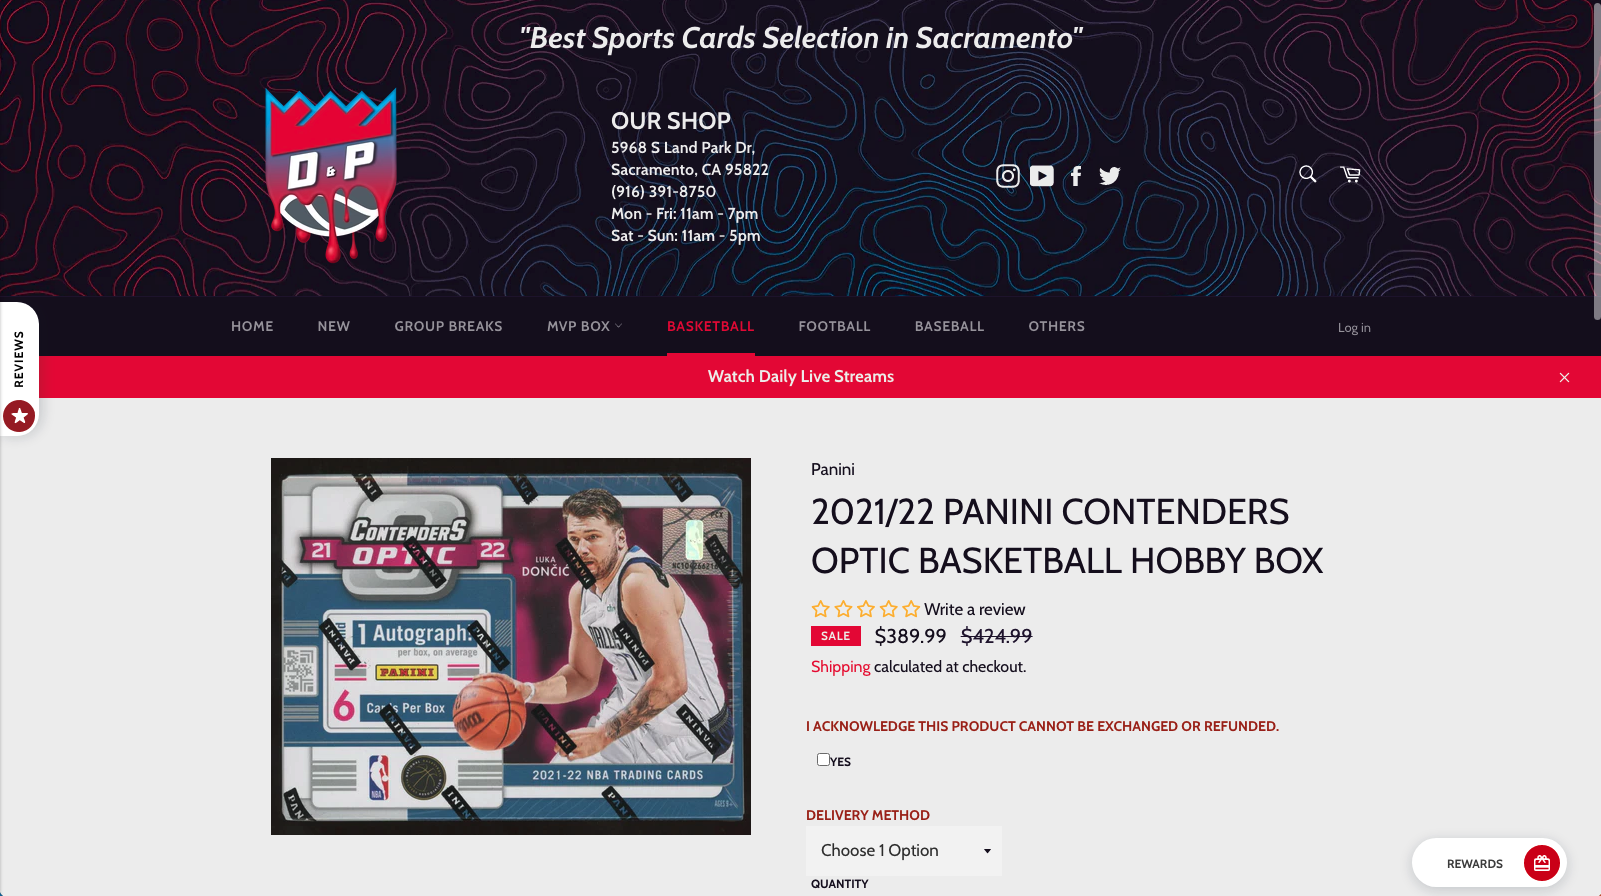 "Best Sports Cards Selection in Sacramento"
D & P
OUR SHOP
5968 S Land Park Dr,
Sacramento, CA 95822
(916) 391-8750
Mon - Fri: 11am - 7pm
Sat - Sun: 11am - 5pm
HOME
NEW
GROUP BREAKS
MVP BOX
BASKETBALL
FOOTBALL
BASEBALL
OTHERS
Log in
Watch Daily Live Streams
REVIEWS
CONTENDERS
21 OPTIC 22
LUKA
DONČIĆ
1 Autograph
per box, on average
PANINI
6 Cards Per Box
2021-22 NBA TRADING CARDS
PANINI
PANINI
PANINI
PANINI
Panini
2021/22 PANINI CONTENDERS
OPTIC BASKETBALL HOBBY BOX
Write a review
SALE $389.99 $424.99
Shipping calculated at checkout.
I ACKNOWLEDGE THIS PRODUCT CANNOT BE EXCHANGED OR REFUNDED.
YES
DELIVERY METHOD
Choose 1 Option
QUANTITY
REWARDS